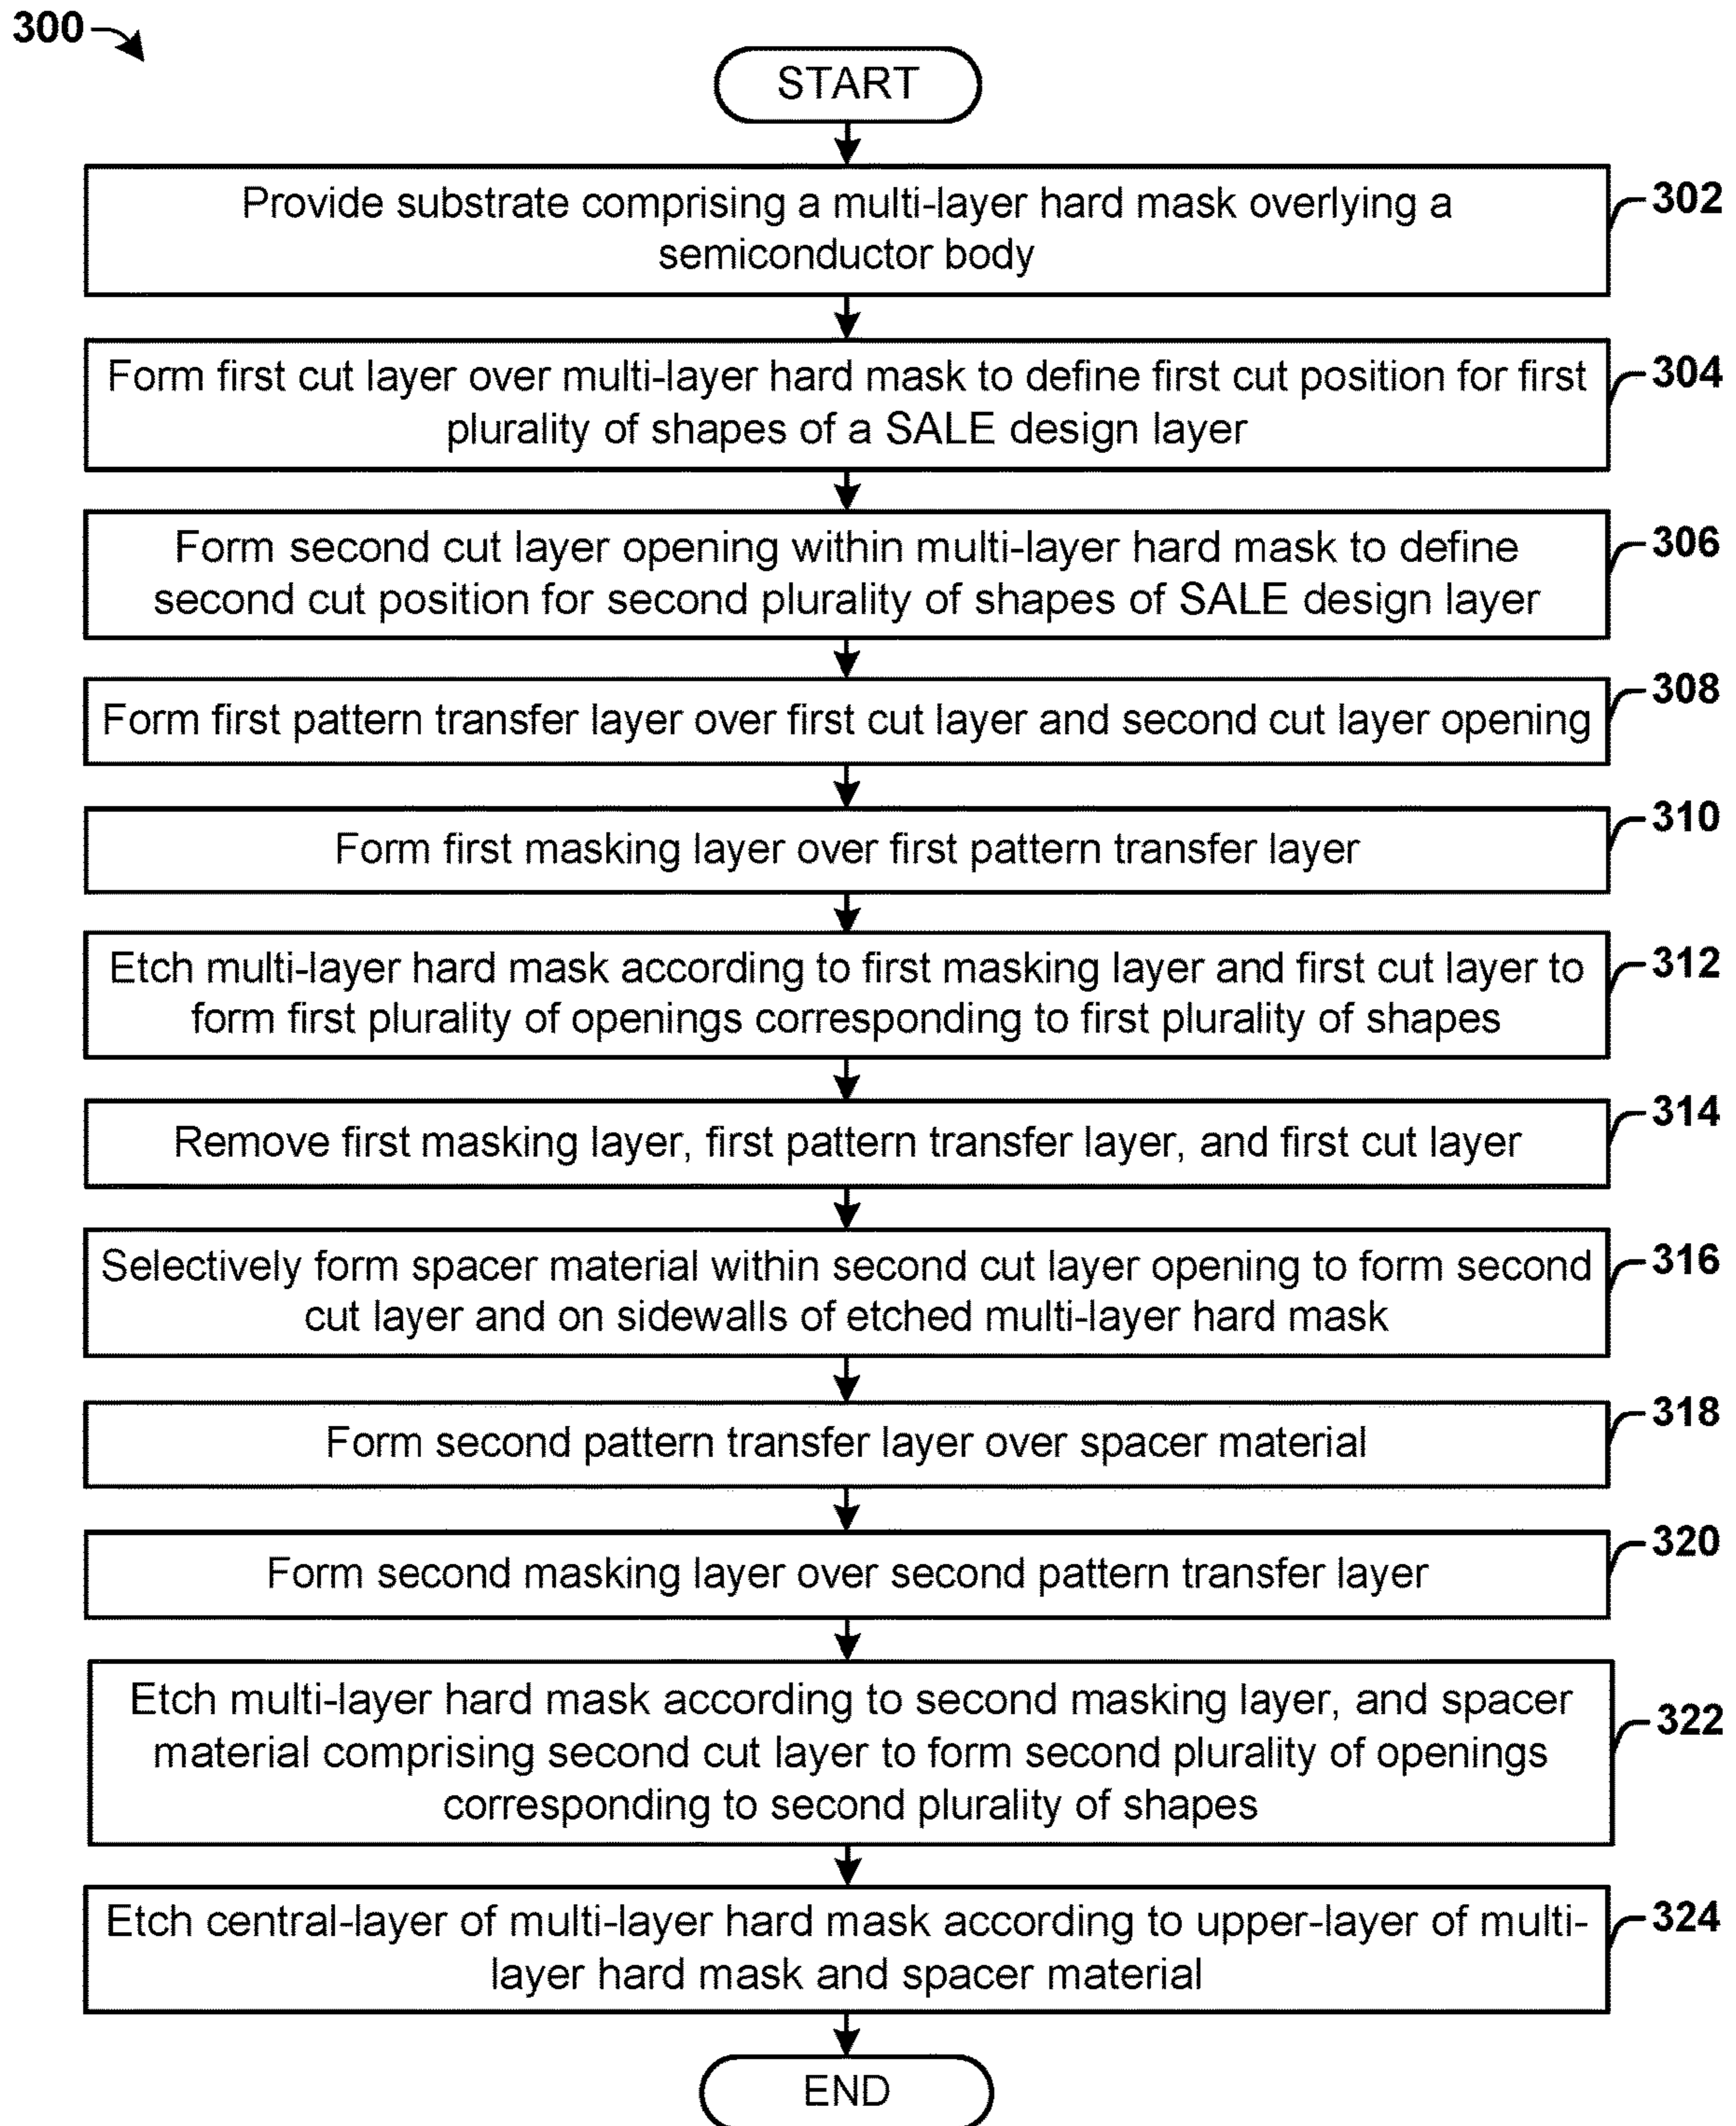 300
START
Provide substrate comprising a multi-layer hard mask overlying a
semiconductor body
302
Form first cut layer over multi-layer hard mask to define first cut position for first
plurality of shapes of a SALE design layer
304
Form second cut layer opening within multi-layer hard mask to define
second cut position for second plurality of shapes of SALE design layer
306
Form first pattern transfer layer over first cut layer and second cut layer opening
308
Form first masking layer over first pattern transfer layer
310
Etch multi-layer hard mask according to first masking layer and first cut layer to
form first plurality of openings corresponding to first plurality of shapes
312
Remove first masking layer, first pattern transfer layer, and first cut layer
314
Selectively form spacer material within second cut layer opening to form second
cut layer and on sidewalls of etched multi-layer hard mask
316
Form second pattern transfer layer over spacer material
318
Form second masking layer over second pattern transfer layer
320
Etch multi-layer hard mask according to second masking layer, and spacer
material comprising second cut layer to form second plurality of openings
corresponding to second plurality of shapes
322
Etch central-layer of multi-layer hard mask according to upper-layer of multi-
layer hard mask and spacer material
324
END